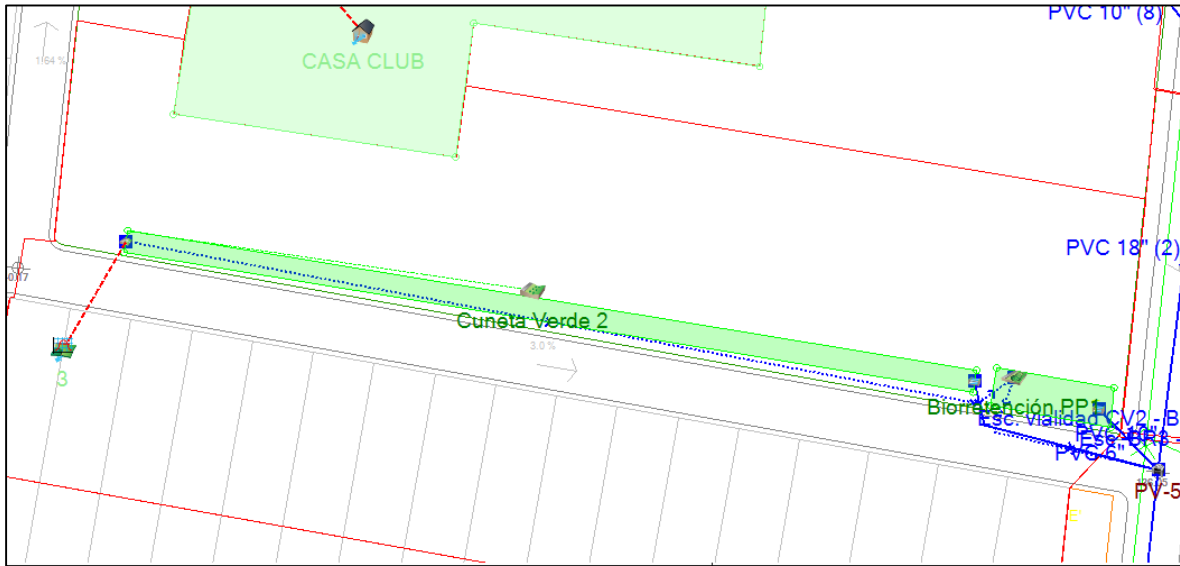 PVC 10" (8)
1.64 %
CASA CLUB
PVC 18" (2)
Cuneta Verde 2
3.0 %
3
Biorretención PP1
Esc. vialidad CV2 - B
PVC 6"
PV-5
E